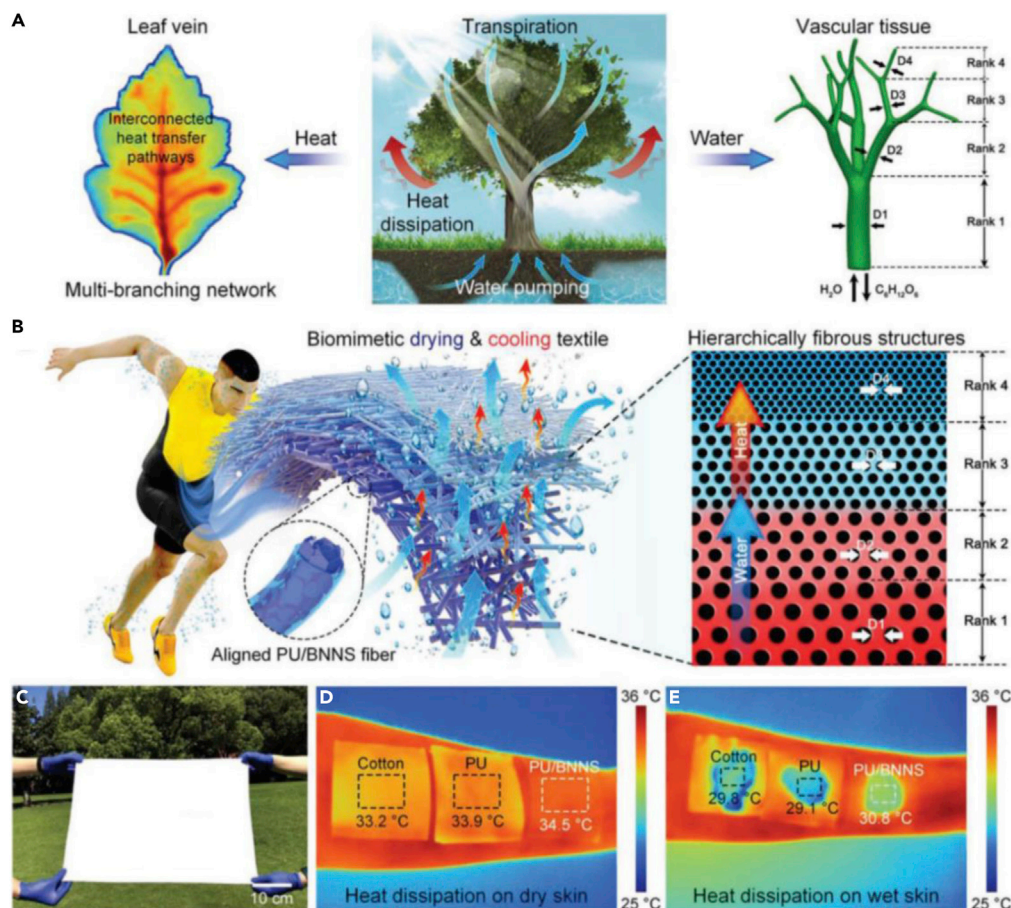 A
Leaf vein
Interconnected
heat transfer
pathways
Multi-branching network
Heat
Transpiration
Heat
dissipation
Water pumping
Water
Vascular tissue
D4
D3
D2
D1
Rank 4
Rank 3
Rank 2
Rank 1
H₂O
C₆H₁₂O₆
B
Biomimetic drying & cooling textile
Aligned PU/BNNS fiber
Hierarchically fibrous structures
D4
D3
D2
D1
Heat
Water
Rank 4
Rank 3
Rank 2
Rank 1
C
10 cm
D
Cotton
33.2 °C
PU
33.9 °C
PU/BNNS
34.5 °C
Heat dissipation on dry skin
36 °C
25 °C
E
Cotton
29.8 °C
PU
29.1 °C
PU/BNNS
30.8 °C
Heat dissipation on wet skin
36 °C
25 °C